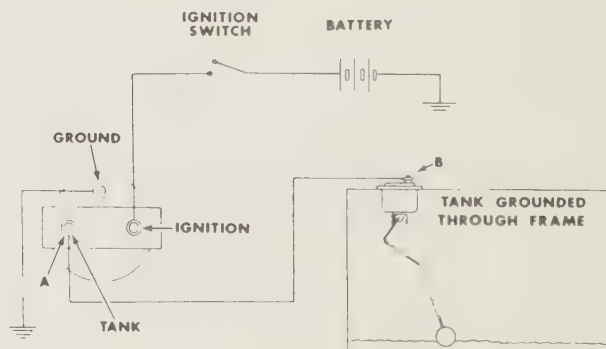 IGNITION
SWITCH
BATTERY
GROUND
B
TANK GROUNDED
THROUGH FRAME
IGNITION
A
TANK